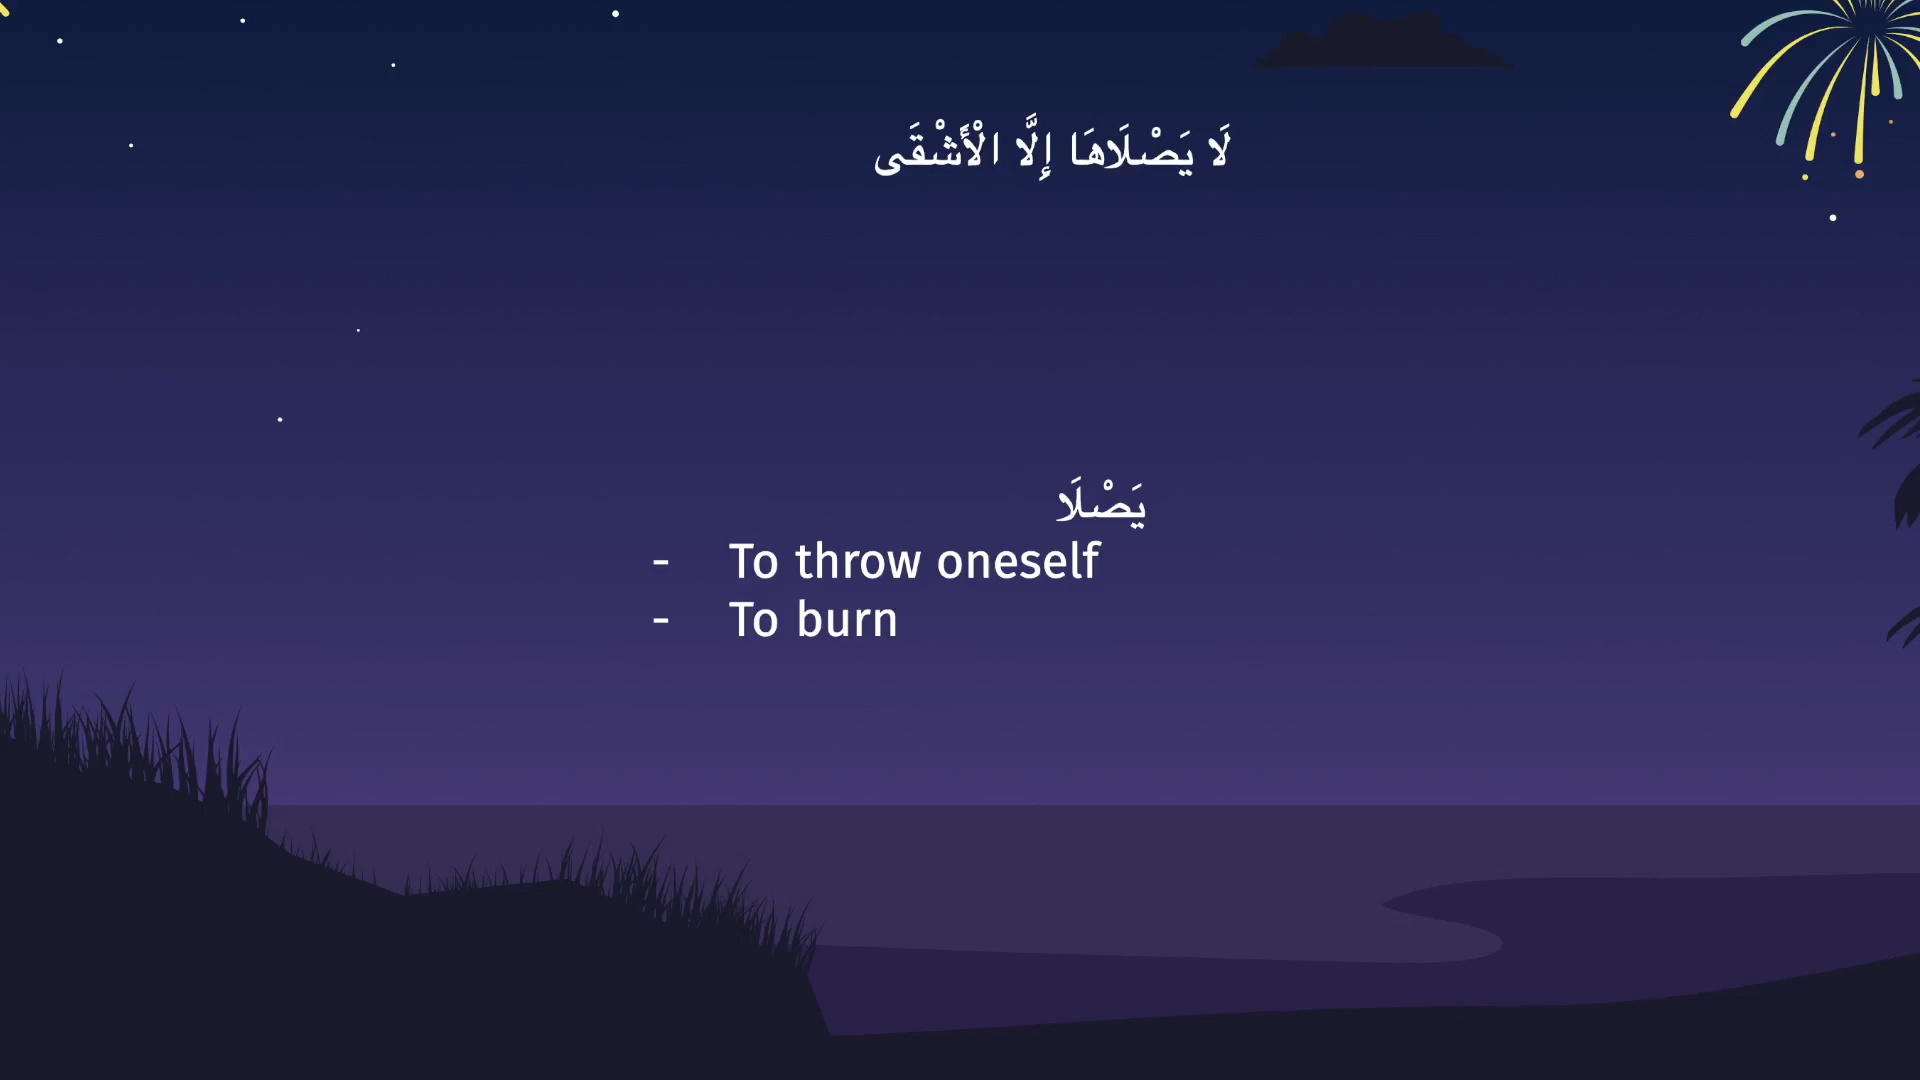 لَا يَصْلَاهَا إِلَّا الْأَشْقَى
يَصْلَا
- To throw oneself
- To burn